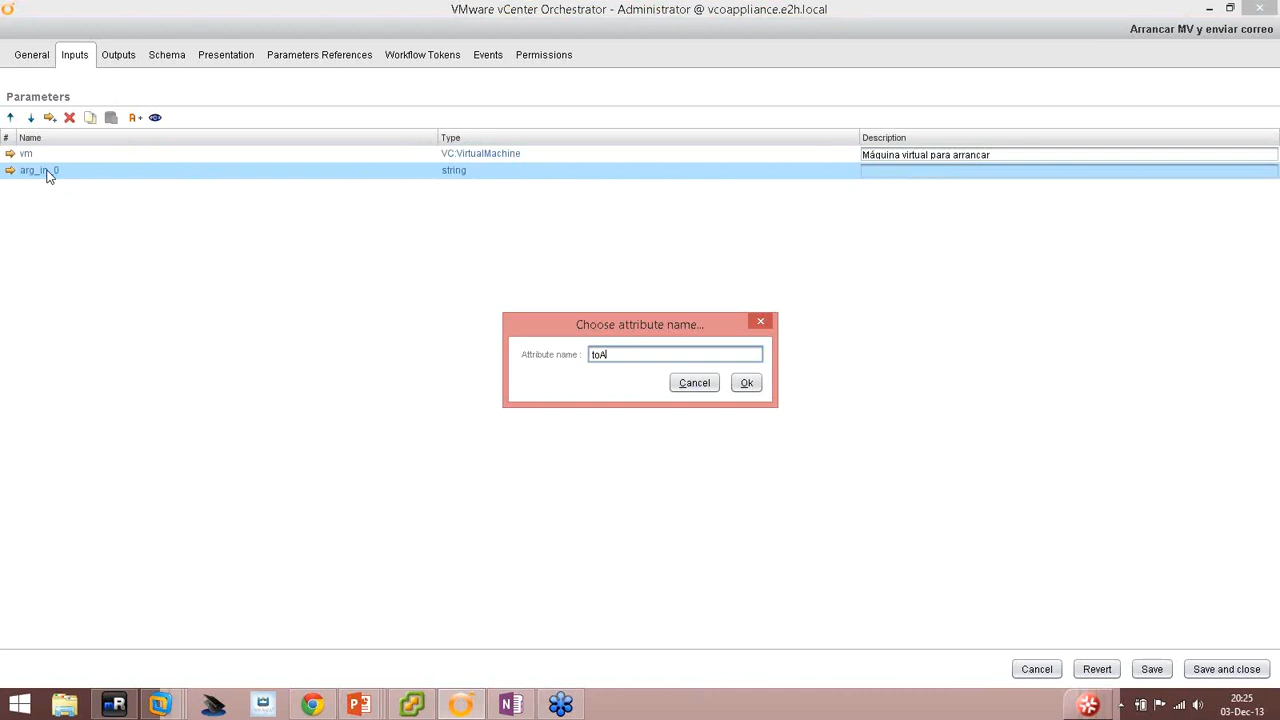 VMware vCenter Orchestrator - Administrator @ vcoappliance.e2h.local
Arrancar MV y enviar correo
General Inputs Outputs Schema Presentation Parameters References Workflow Tokens Events Permissions
Parameters
A+
# Name Type Description
vm VC:VirtualMachine Máquina virtual para arrancar
arg_in_0 string
Choose attribute name...
Attribute name : toA
Cancel Ok
Cancel Revert Save Save and close
20:25
03-Dec-13